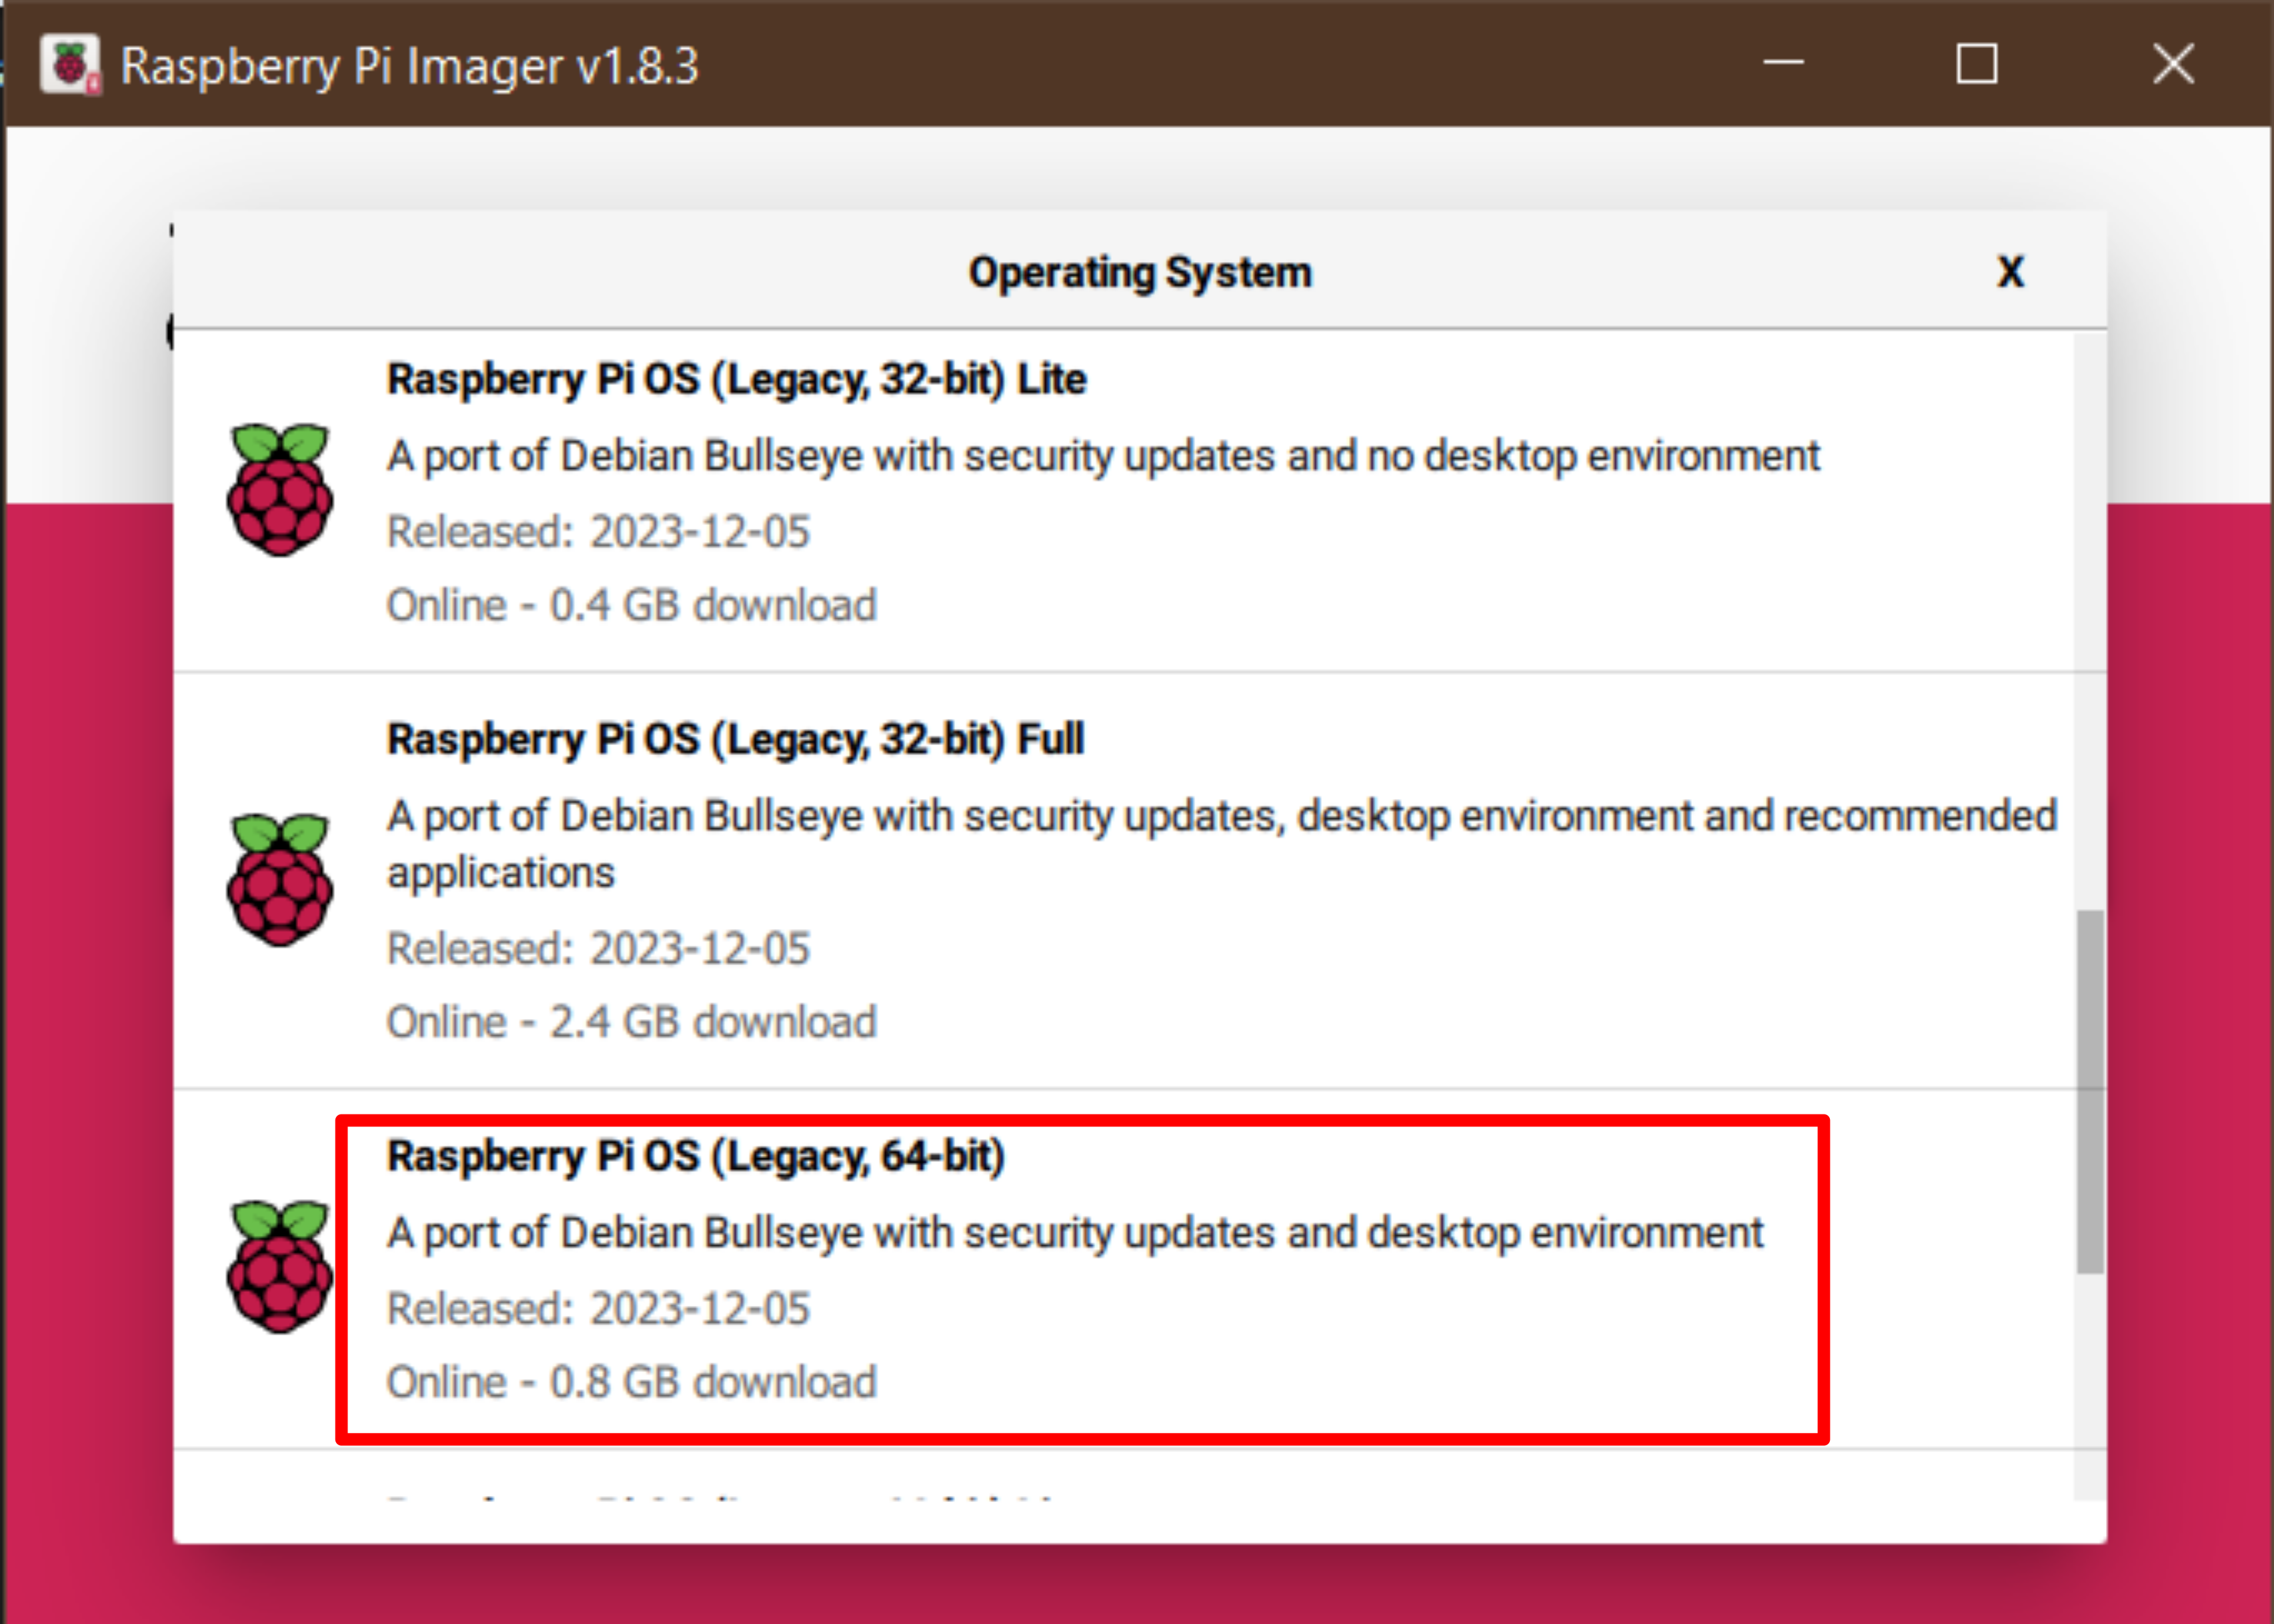 Raspberry Pi Imager v1.8.3
Operating System
X
Raspberry Pi OS (Legacy, 32-bit) Lite
A port of Debian Bullseye with security updates and no desktop environment
Released: 2023-12-05
Online - 0.4 GB download
Raspberry Pi OS (Legacy, 32-bit) Full
A port of Debian Bullseye with security updates, desktop environment and recommended
applications
Released: 2023-12-05
Online - 2.4 GB download
Raspberry Pi OS (Legacy, 64-bit)
A port of Debian Bullseye with security updates and desktop environment
Released: 2023-12-05
Online - 0.8 GB download